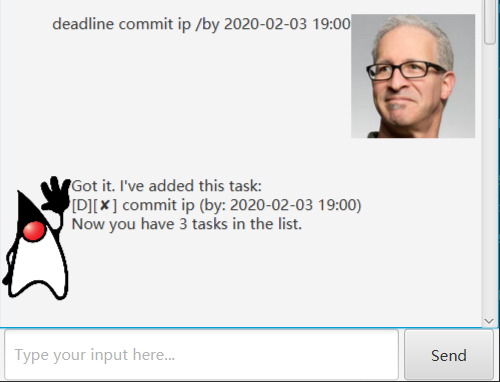 deadline commit ip /by 2020-02-03 19:00
Got it. I've added this task:
[D][✘] commit ip (by: 2020-02-03 19:00)
Now you have 3 tasks in the list.
Type your input here...
Send